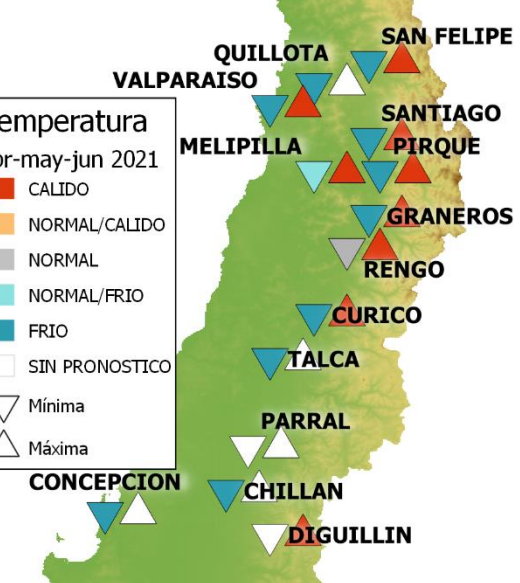 SAN FELIPE
QUILLOTA
VALPARAISO
SANTIAGO
MELIPILLA
PIRQUE
GRANEROS
RENGO
CURICO
TALCA
PARRAL
CONCEPCION
CHILLAN
DIGUILLIN
emperatura
r-may-jun 2021
CALIDO
NORMAL/CALIDO
NORMAL
NORMAL/FRIO
FRIO
SIN PRONOSTICO
Mínima
Máxima